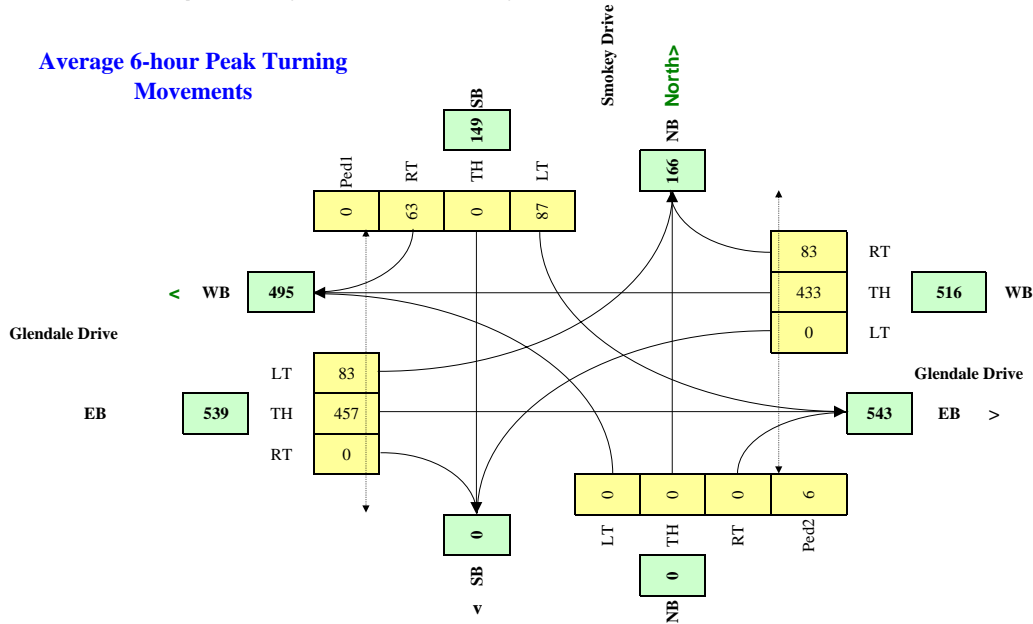 Average 6-hour Peak Turning
Movements
Smokey Drive
North>
SB
149
NB
166
Ped1
RT
TH
LT
0
63
0
87
83
RT
< WB
495
433
TH
516
WB
0
LT
Glendale Drive
LT
83
Glendale Drive
EB
539
TH
457
543
EB >
RT
0
0
0
0
6
LT
TH
RT
Ped2
0
SB
v
0
NB